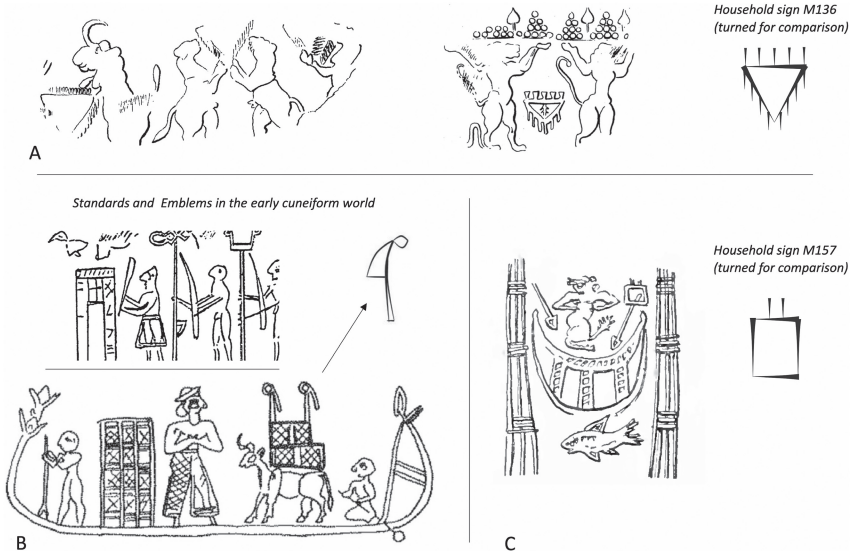 Household sign M136
(turned for comparison)
A
Standards and  Emblems in the early cuneiform world
Household sign M157
(turned for comparison)
B
C